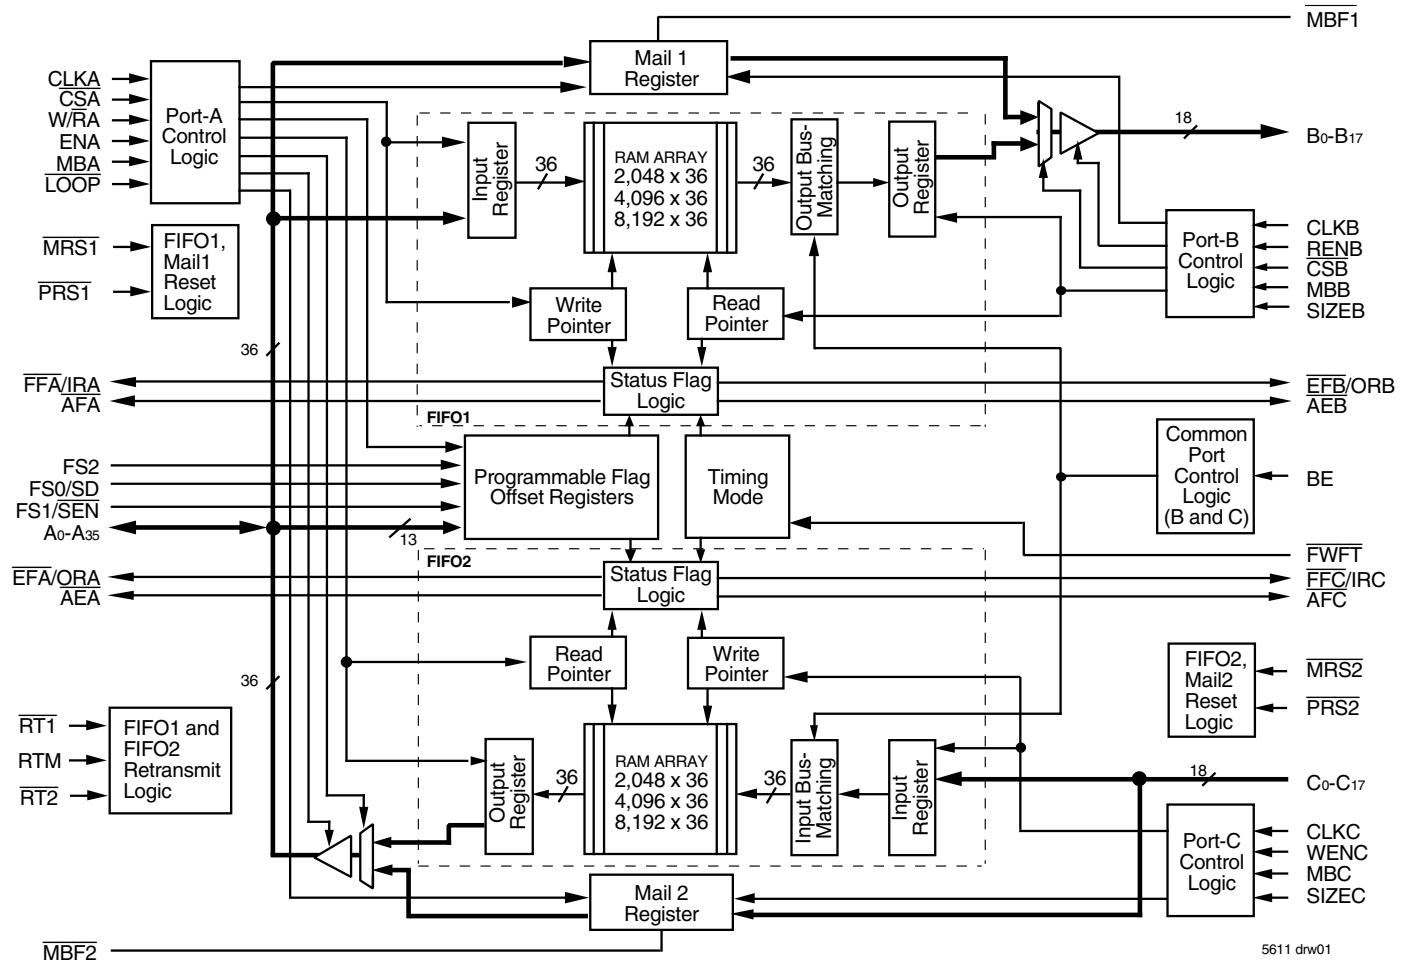 MBF1
Mail 1
Register
CLKA
CSA
W/RA
ENA
MBA
LOOP
Port-A
Control
Logic
MRS1
PRS1
FIFO1,
Mail1
Reset
Logic
36
Input
Register
36
RAM ARRAY
2,048 x 36
4,096 x 36
8,192 x 36
36
Output Bus-
Matching
Output
Register
18
B0-B17
Port-B
Control
Logic
CLKB
RENB
CSB
MBB
SIZEB
Write
Pointer
Read
Pointer
FFA/IRA
AFA
Status Flag
Logic
EFB/ORB
AEB
FIFO1
FS2
FS0/SD
FS1/SEN
A0-A35
13
Programmable Flag
Offset Registers
Timing
Mode
Common
Port
Control
Logic
(B and C)
BE
FWFT
FIFO2
EFA/ORA
AEA
Status Flag
Logic
FFC/IRC
AFC
Read
Pointer
Write
Pointer
FIFO2,
Mail2
Reset
Logic
MRS2
PRS2
36
RT1
RTM
RT2
FIFO1 and
FIFO2
Retransmit
Logic
Output
Register
36
RAM ARRAY
2,048 x 36
4,096 x 36
8,192 x 36
36
Input Bus-
Matching
Input
Register
18
C0-C17
Port-C
Control
Logic
CLKC
WENC
MBC
SIZEC
Mail 2
Register
MBF2
5611 drw01